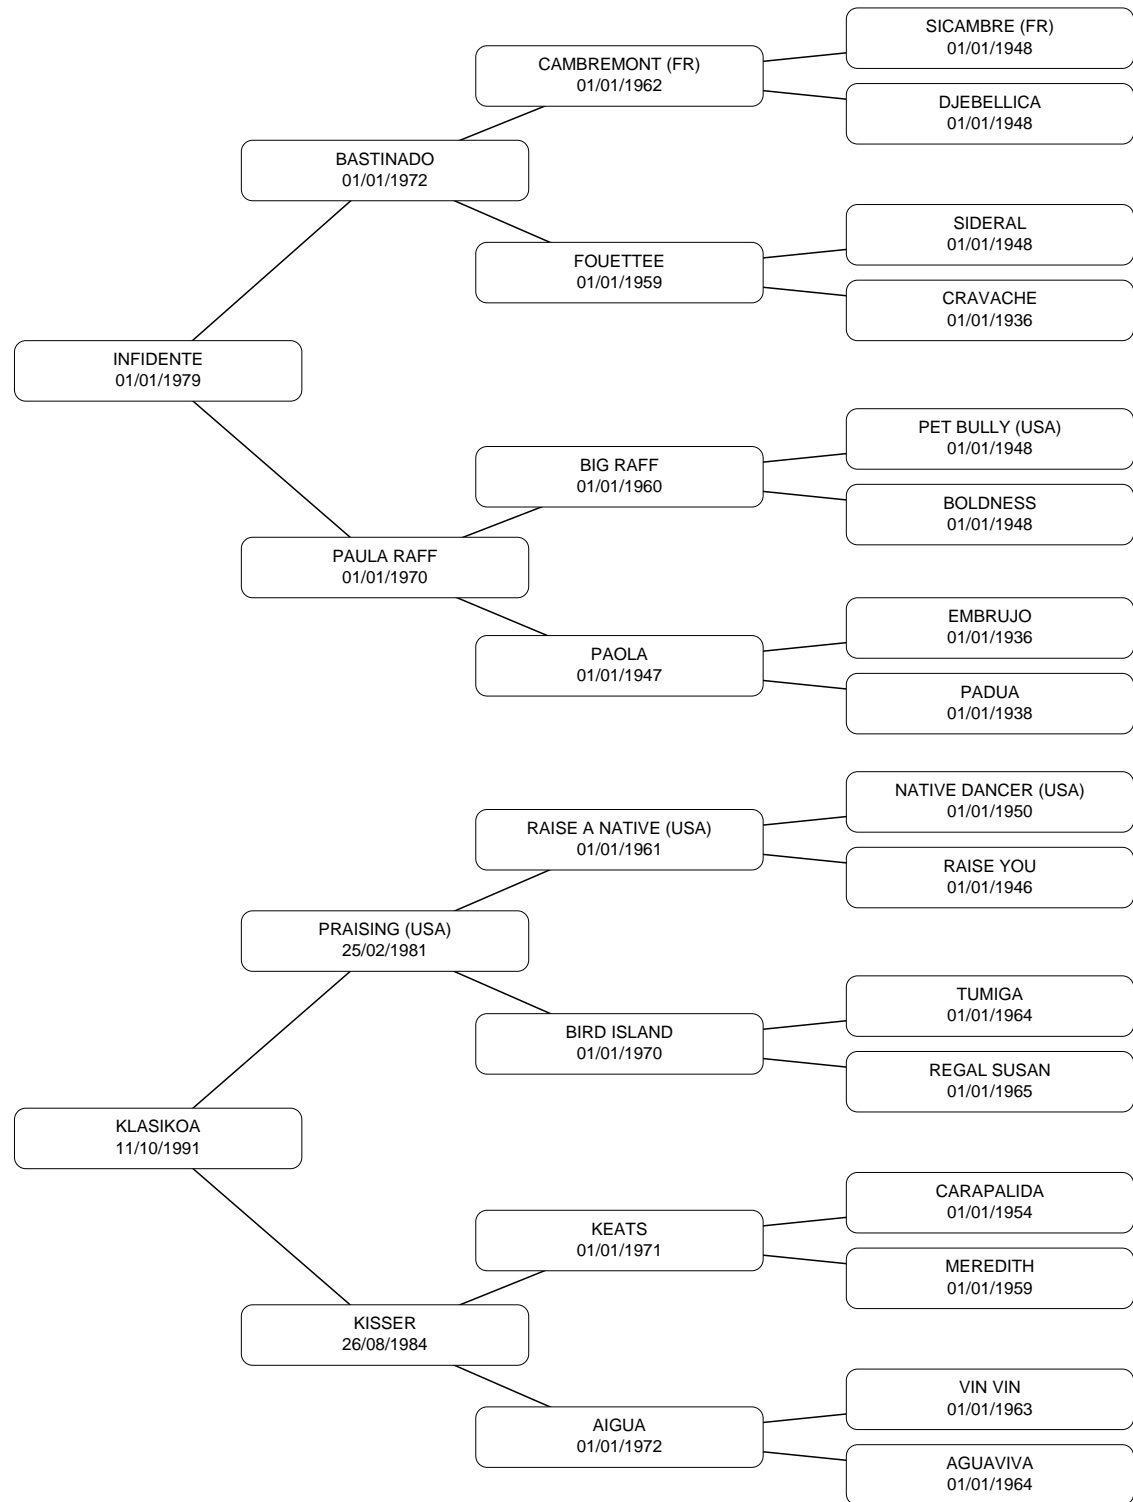 SICAMBRE (FR)
01/01/1948
CAMBREMONT (FR)
01/01/1962
DJEBELLICA
01/01/1948
BASTINADO
01/01/1972
SIDERAL
01/01/1948
FOUETTEE
01/01/1959
CRAVACHE
01/01/1936
INFIDENTE
01/01/1979
PET BULLY (USA)
01/01/1948
BIG RAFF
01/01/1960
BOLDNESS
01/01/1948
PAULA RAFF
01/01/1970
EMBRUJO
01/01/1936
PAOLA
01/01/1947
PADUA
01/01/1938
NATIVE DANCER (USA)
01/01/1950
RAISE A NATIVE (USA)
01/01/1961
RAISE YOU
01/01/1946
PRAISING (USA)
25/02/1981
TUMIGA
01/01/1964
BIRD ISLAND
01/01/1970
REGAL SUSAN
01/01/1965
KLASIKOA
11/10/1991
CARAPALIDA
01/01/1954
KEATS
01/01/1971
MEREDITH
01/01/1959
KISSER
26/08/1984
VIN VIN
01/01/1963
AIGUA
01/01/1972
AGUAVIVA
01/01/1964